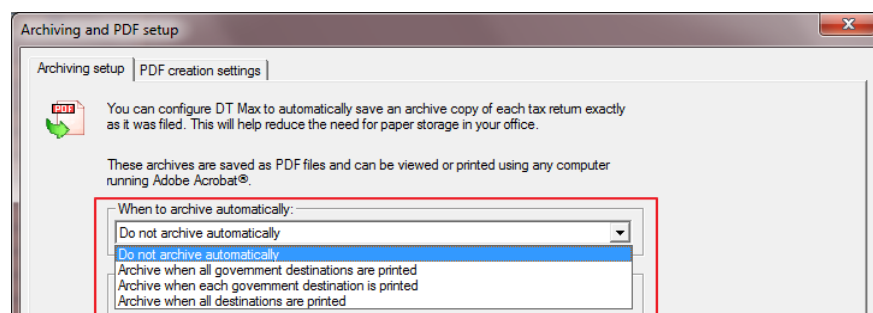 Archiving and PDF setup
x
Archiving setup
PDF creation settings
PDF
You can configure DT Max to automatically save an archive copy of each tax return exactly
as it was filed. This will help reduce the need for paper storage in your office.
These archives are saved as PDF files and can be viewed or printed using any computer
running Adobe Acrobat®.
When to archive automatically:
Do not archive automatically
Do not archive automatically
Archive when all government destinations are printed
Archive when each government destination is printed
Archive when all destinations are printed